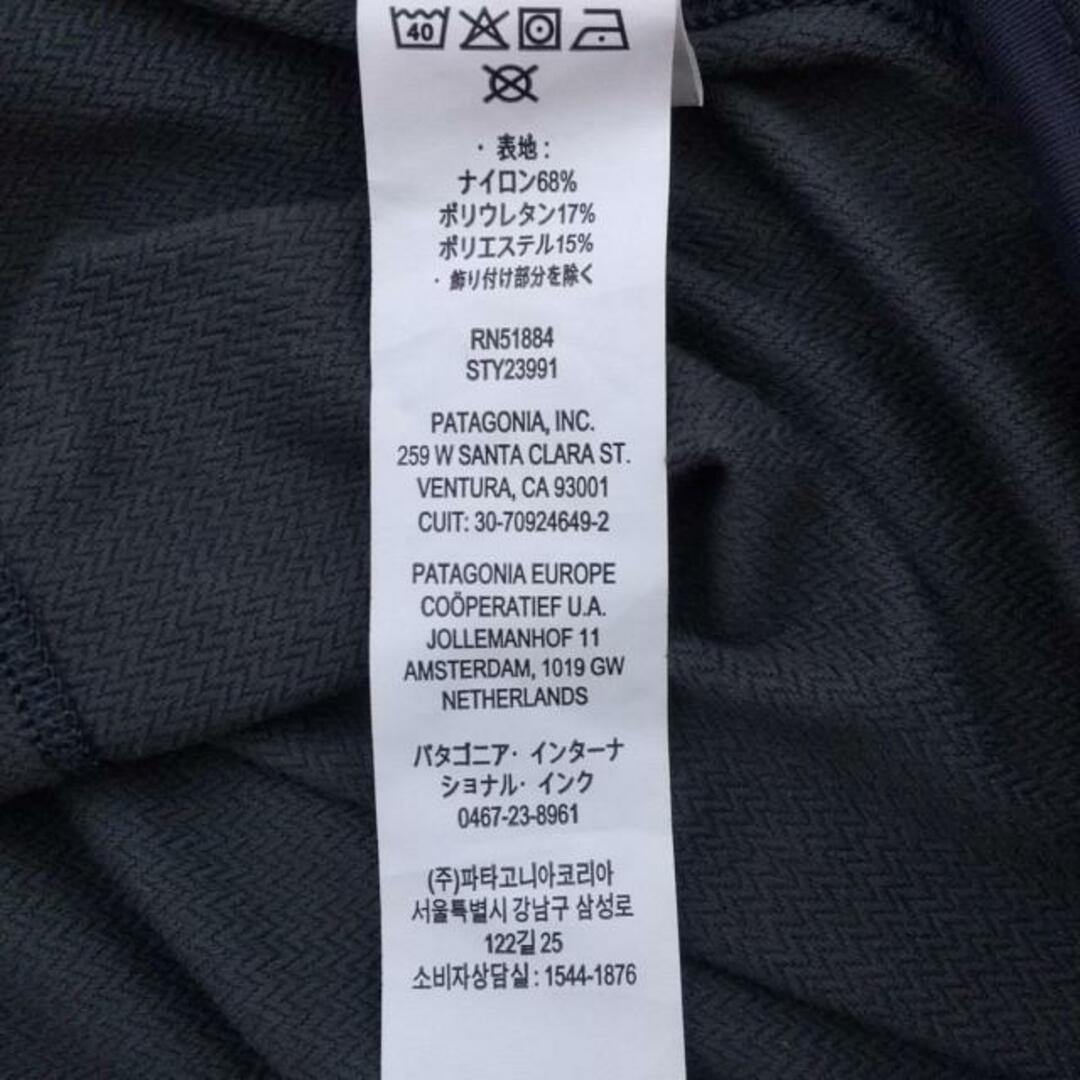 40
・表地:
ナイロン68%
ポリウレタン17%
ポリエステル15%
・飾り付け部分を除く
RN51884
STY23991
PATAGONIA, INC.
259 W SANTA CLARA ST.
VENTURA, CA 93001
CUIT: 30-70924649-2
PATAGONIA EUROPE
COÖPERATIEF U.A.
JOLLEMANHOF 11
AMSTERDAM, 1019 GW
NETHERLANDS
パタゴニア・インターナ
ショナル・インク
0467-23-8961
(주)파타고니아코리아
서울특별시 강남구 삼성로
122길 25
소비자상담실 : 1544-1876